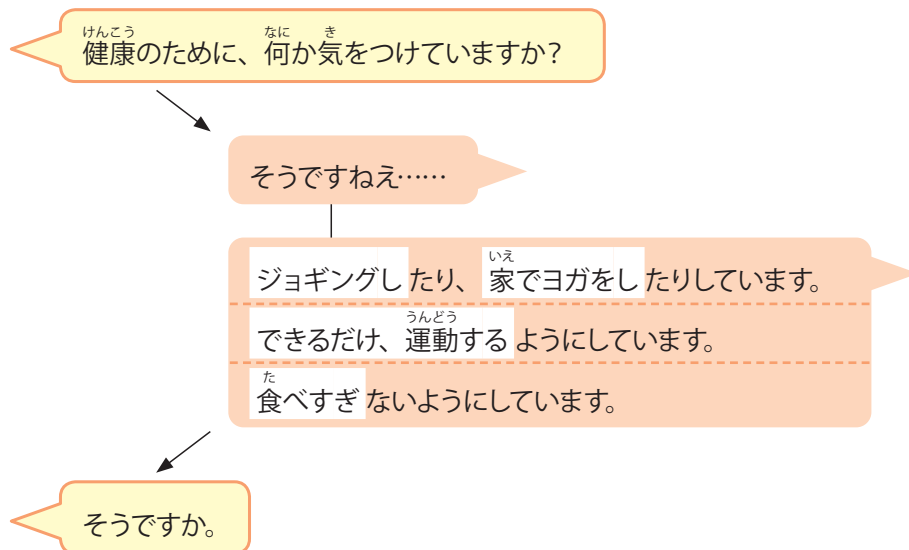 けんこう なに き
健康のために、何か気をつけていますか？
そうですねえ……
いえ
ジョギングしたり、家でヨガをしたりしています。
うんどう
できるだけ、運動するようにしています。
た
食べすぎないようにしています。
そうですか。